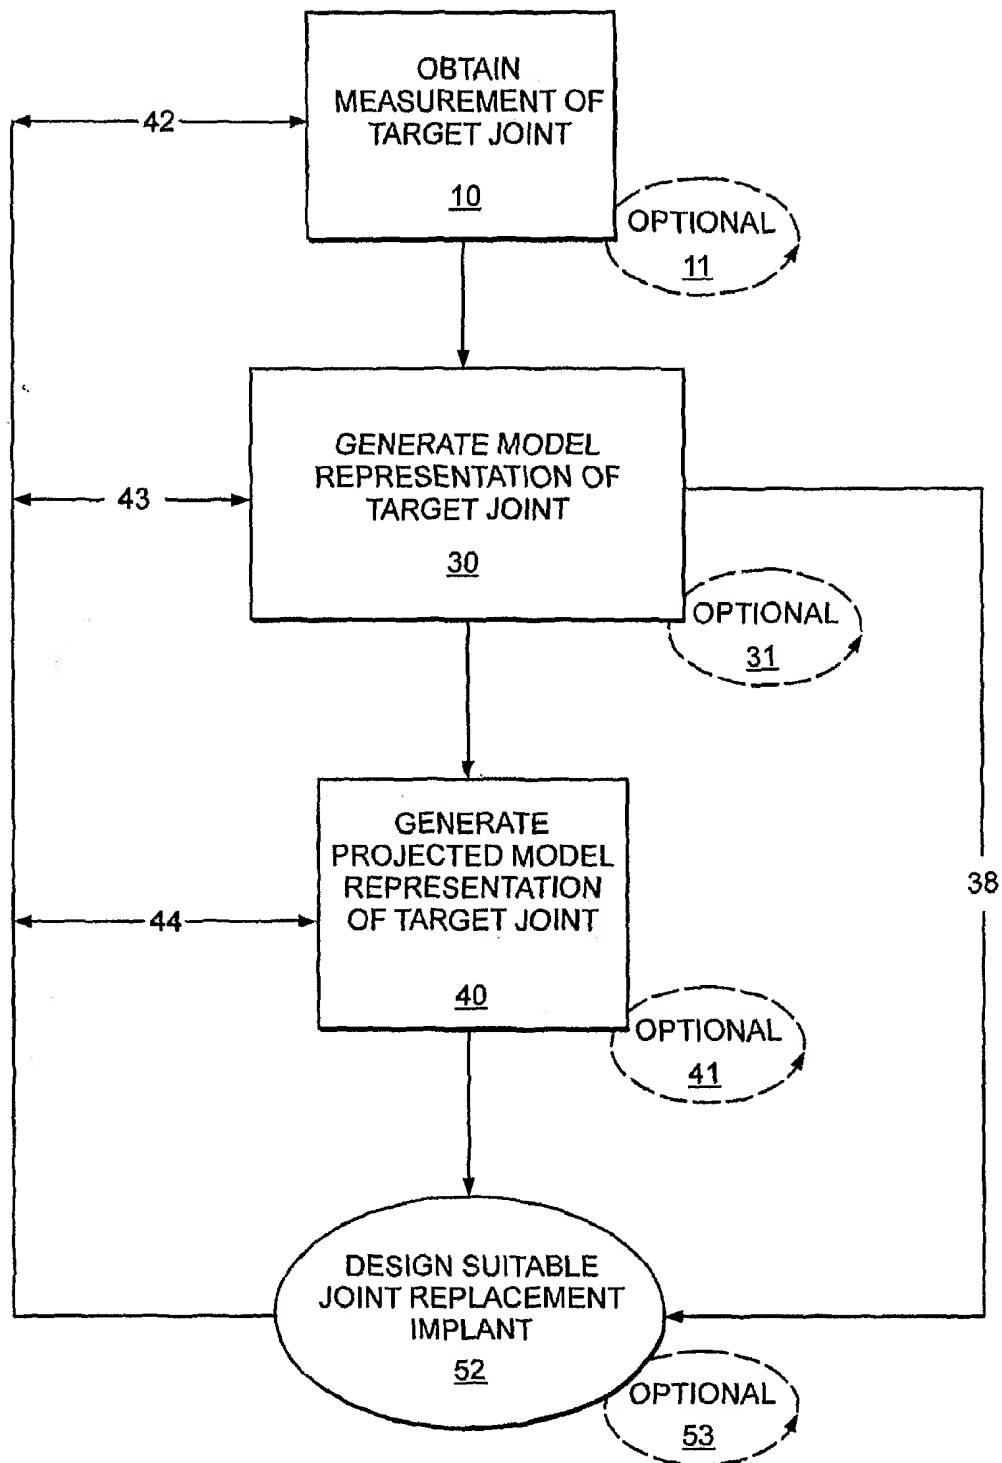 OBTAIN
MEASUREMENT OF
TARGET JOINT
10
42
OPTIONAL
11
GENERATE MODEL
REPRESENTATION OF
TARGET JOINT
30
43
OPTIONAL
31
GENERATE
PROJECTED MODEL
REPRESENTATION
OF TARGET JOINT
40
38
44
OPTIONAL
41
DESIGN SUITABLE
JOINT REPLACEMENT
IMPLANT
52
OPTIONAL
53